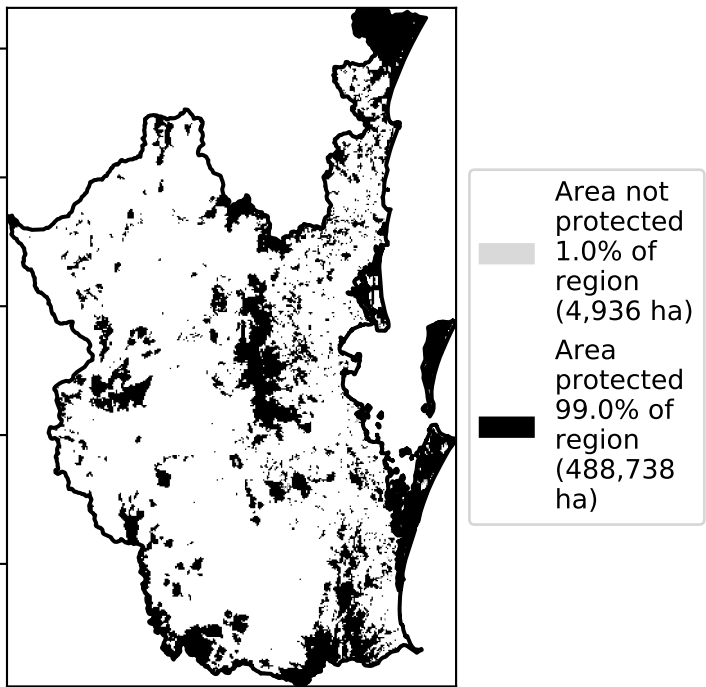 Area not
protected
1.0% of
region
(4,936 ha)
Area
protected
99.0% of
region
(488,738
ha)